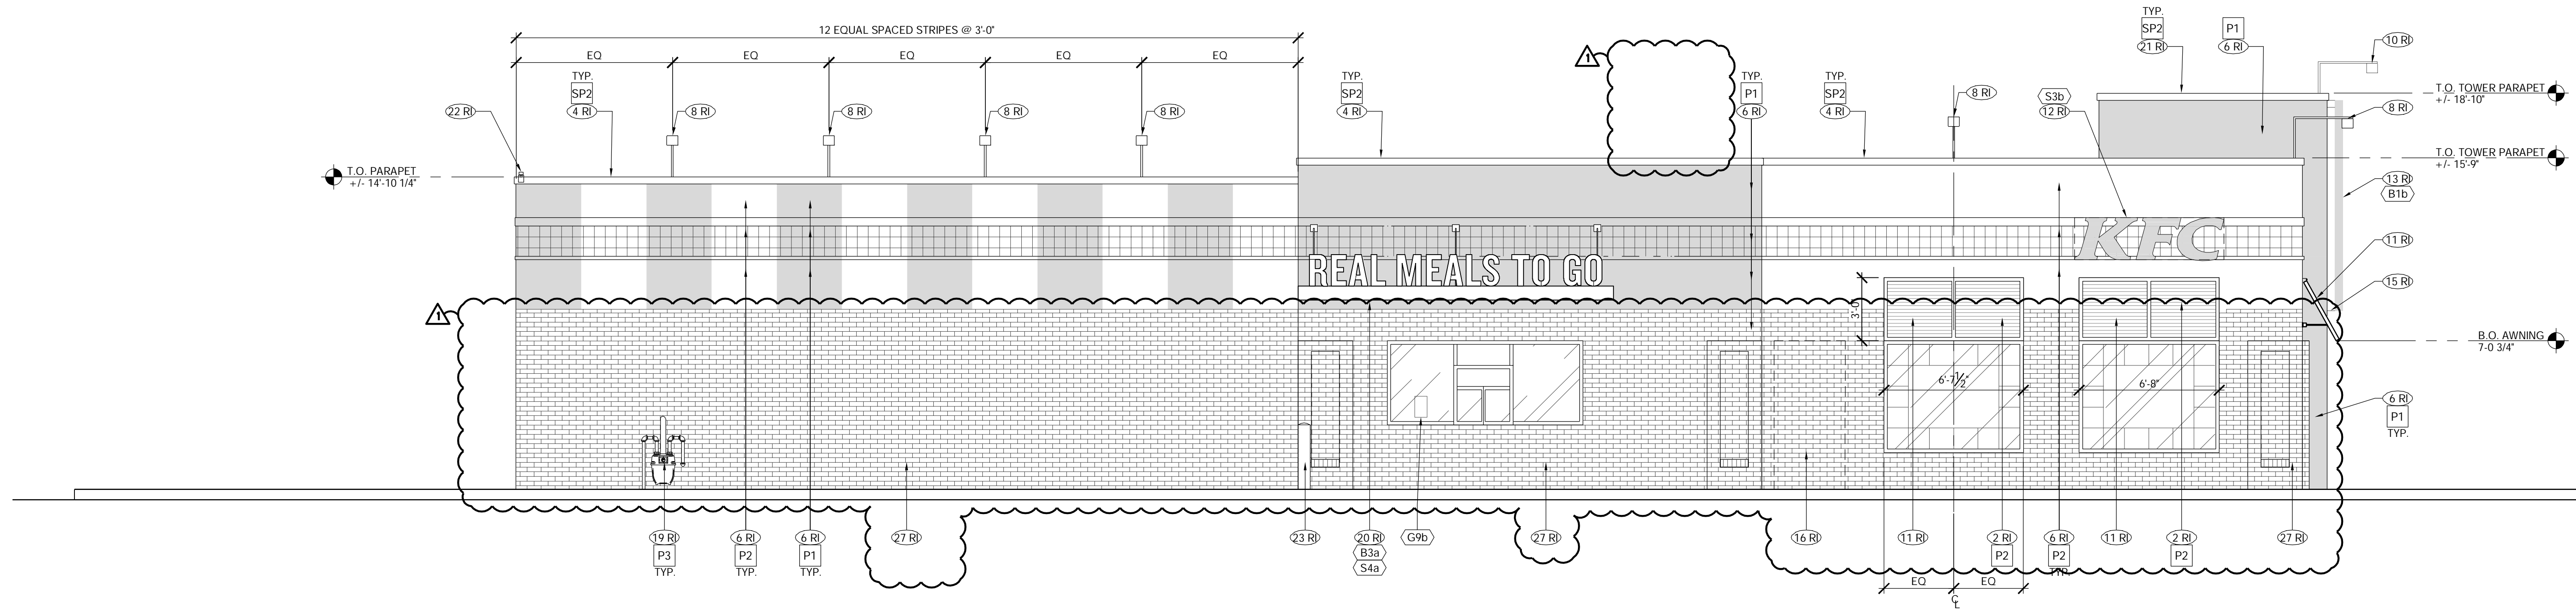 12 EQUAL SPACED STRIPES @ 3'-0"
EQ EQ EQ EQ EQ
TYP.
SP2
4 RI
22 RI
8 RI
8 RI
8 RI
8 RI
TYP.
SP2
4 RI
1
TYP.
P1
6 RI
TYP.
SP2
4 RI
8 RI
S3b
12 RI
TYP.
SP2
21 RI
P1
6 RI
10 RI
T.O. TOWER PARAPET
+/- 18'-10"
8 RI
T.O. TOWER PARAPET
+/- 15'-9"
13 RI
B1b
11 RI
15 RI
T.O. PARAPET
+/- 14'-10 1/4"
KFC
REAL MEALS TO GO
1
3'-0"
B.O. AWNING
7-0 3/4"
6'-7 1/2"
6'-8"
6 RI
P1
TYP.
19 RI
P3
TYP.
6 RI
P2
TYP.
6 RI
P1
TYP.
27 RI
23 RI
20 RI
B3a
S4a
G9b
27 RI
16 RI
11 RI
2 RI
P2
6 RI
P2
TYP.
11 RI
2 RI
P2
27 RI
EQ EQ
CL